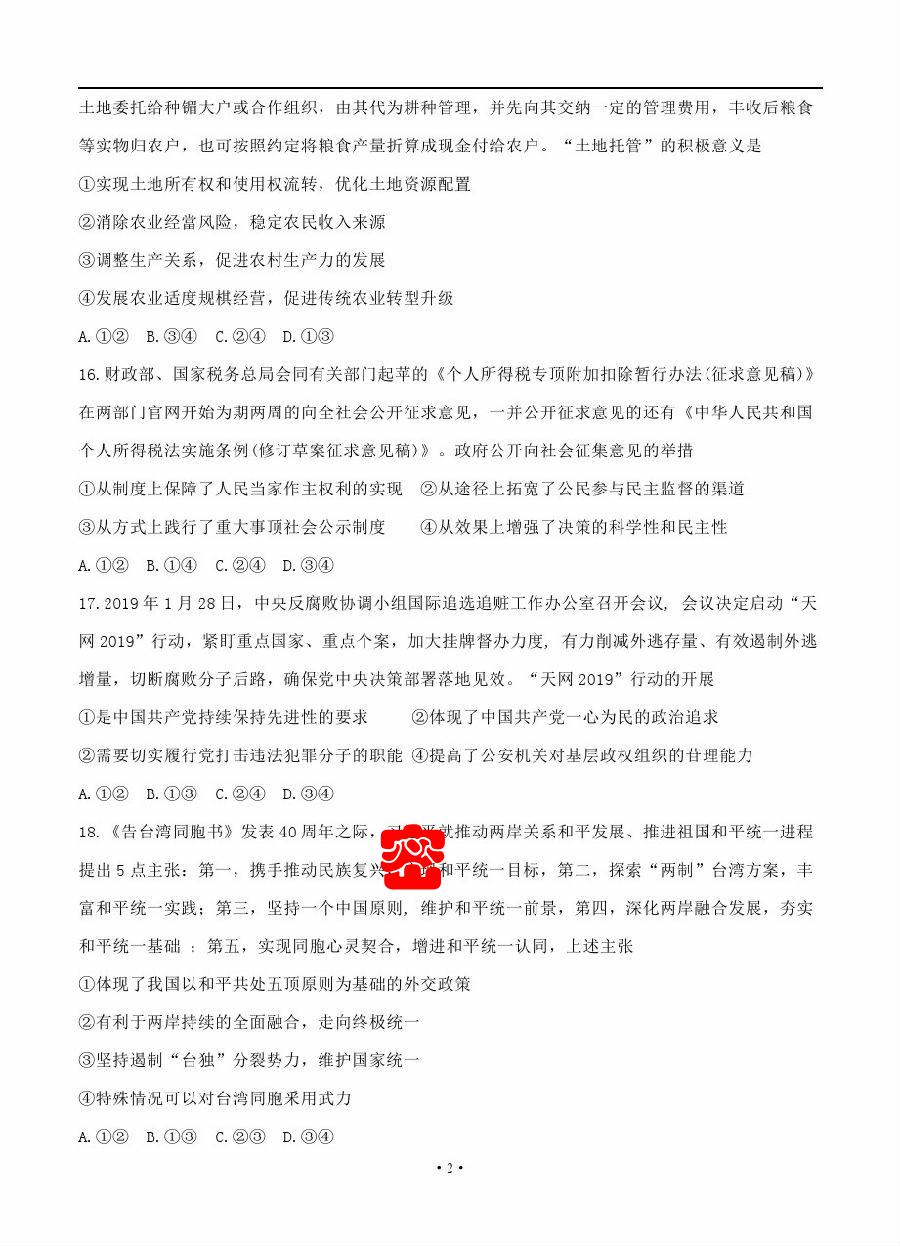 土地委托给种镅大户或合作组织，由其代为耕种管理，并先向其交纳一定的管理费用，丰收后粮食
等实物归农户，也可按照约定将粮食产量折算成现金付给农户。“土地托管”的积极意义是
①实现土地所有权和使用权流转，优化土地资源配置
②消除农业经营风险，稳定农民收入来源
③调整生产关系，促进农村生产力的发展
④发展农业适度规棋经营，促进传统农业转型升级
A.①② B.③④ C.②④ D.①③
16.财政部、国家税务总局会同有关部门起苹的《个人所得税专项附加扣除暂行办法(征求意见稿)》
在两部门官网开始为期两周的向全社会公开征求意见，一并公开征求意见的还有《中华人民共和国
个人所得税法实施条例(修订草案征求意见稿)》。政府公开向社会征集意见的举措
①从制度上保障了人民当家作主权利的实现 ②从途径上拓宽了公民参与民主监督的渠道
③从方式上践行了重大事顶社会公示制度 ④从效果上增强了决策的科学性和民主性
A.①② B.①④ C.②④ D.③④
17.2019年1月28日，中央反腐败协调小组国际追选追赃工作办公室召开会议, 会议决定启动“天
网2019”行动，紧盯重点国家、重点个案，加大挂牌督办力度, 有力削减外逃存量、有效遏制外逃
增量，切断腐败分子后路，确保党中央决策部署落地见效。“天网2019”行动的开展
①是中国共产党持续保持先进性的要求 ②体现了中国共产党一心为民的政治追求
②需要切实履行党打击违法犯罪分子的职能 ④提高了公安机关对基层政权组织的管理能力
A.①② B.①③ C.②④ D.③④
18.《告台湾同胞书》发表40周年之际，习平就推动两岸关系和平发展、推进祖国和平统一进程
提出5点主张：第一，携手推动民族复兴，和平统一目标，第二，探索“两制”台湾方案，丰
富和平统一实践；第三，坚持一个中国原则, 维护和平统一前景，第四，深化两岸融合发展，夯实
和平统一基础 ；第五，实现同胞心灵契合，增进和平统一认同，上述主张
①体现了我国以和平共处五顶原则为基础的外交政策
②有利于两岸持续的全面融合，走向终极统一
③坚持遏制“台独”分裂势力，维护国家统一
④特殊情况可以对台湾同胞釆用武力
A.①② B.①③ C.②③ D.③④
·2·